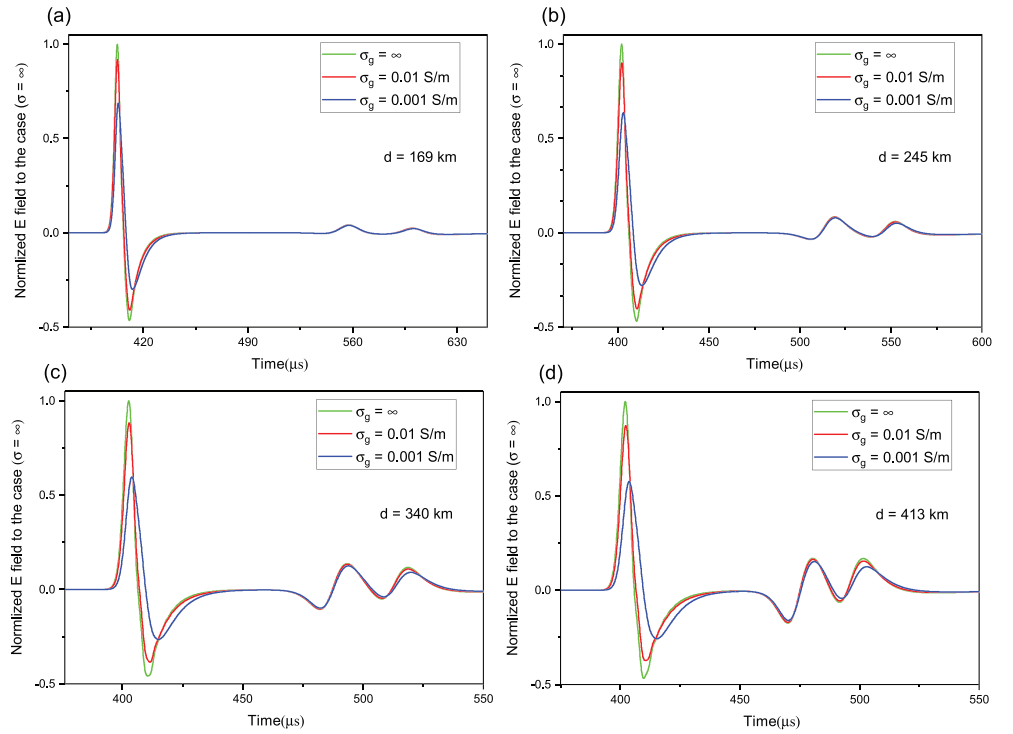 (a)
Normlized E field to the case (σ = ∞)
1.0
0.5
0.0
-0.5
σg = ∞
σg = 0.01 S/m
σg = 0.001 S/m
d = 169 km
420
490
560
630
Time(μs)
(b)
Normlized E field to the case (σ = ∞)
1.0
0.5
0.0
-0.5
σg = ∞
σg = 0.01 S/m
σg = 0.001 S/m
d = 245 km
400
450
500
550
600
Time(μs)
(c)
Normlized E field to the case (σ = ∞)
1.0
0.5
0.0
-0.5
σg = ∞
σg = 0.01 S/m
σg = 0.001 S/m
d = 340 km
400
450
500
550
Time(μs)
(d)
Normlized E field to the case (σ = ∞)
1.0
0.5
0.0
-0.5
σg = ∞
σg = 0.01 S/m
σg = 0.001 S/m
d = 413 km
400
450
500
550
Time(μs)